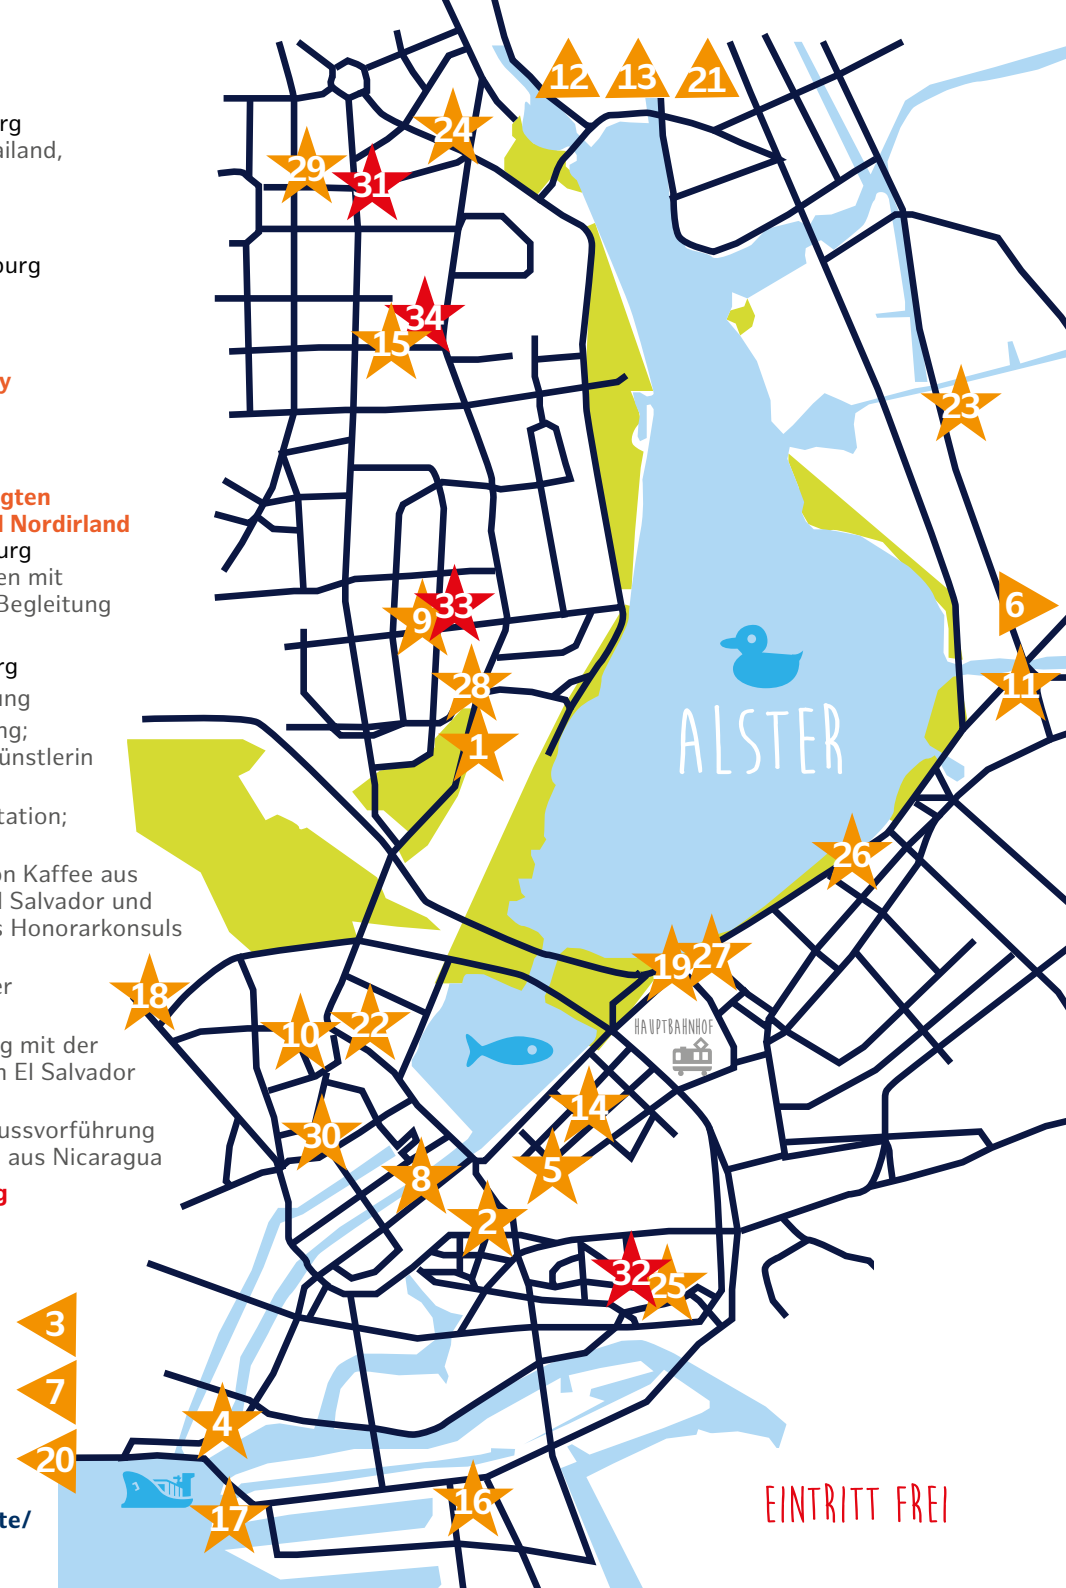 rg
ailand,
burg
y
gten
l Nordirland
urg
en mit
Begleitung
rg
ung
ng;
ünstlerin
tation;
on Kaffee aus
l Salvador und
s Honorarkonsuls
er
g mit der
n El Salvador
ussvorführung
aus Nicaragua
g
te/
12
13
21
24
29
31
34
15
23
33
9
6
28
11
1
ALSTER
26
27
19
18
22
10
HAUPTBAHNHOF
14
30
5
8
2
32
25
3
7
4
20
16
17
EINTRITT FREI